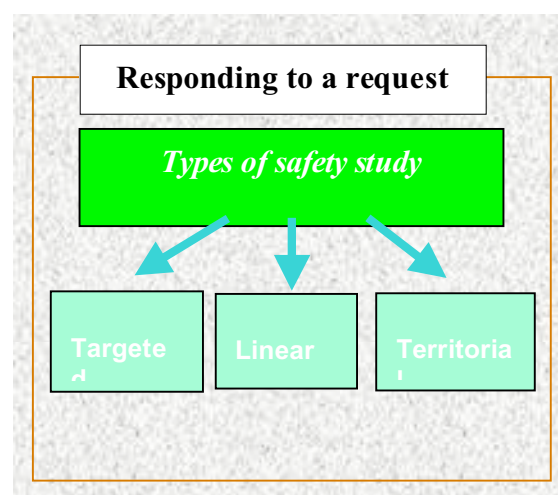 Responding to a request
Types of safety study
Targete
d
Linear
Territoria
l